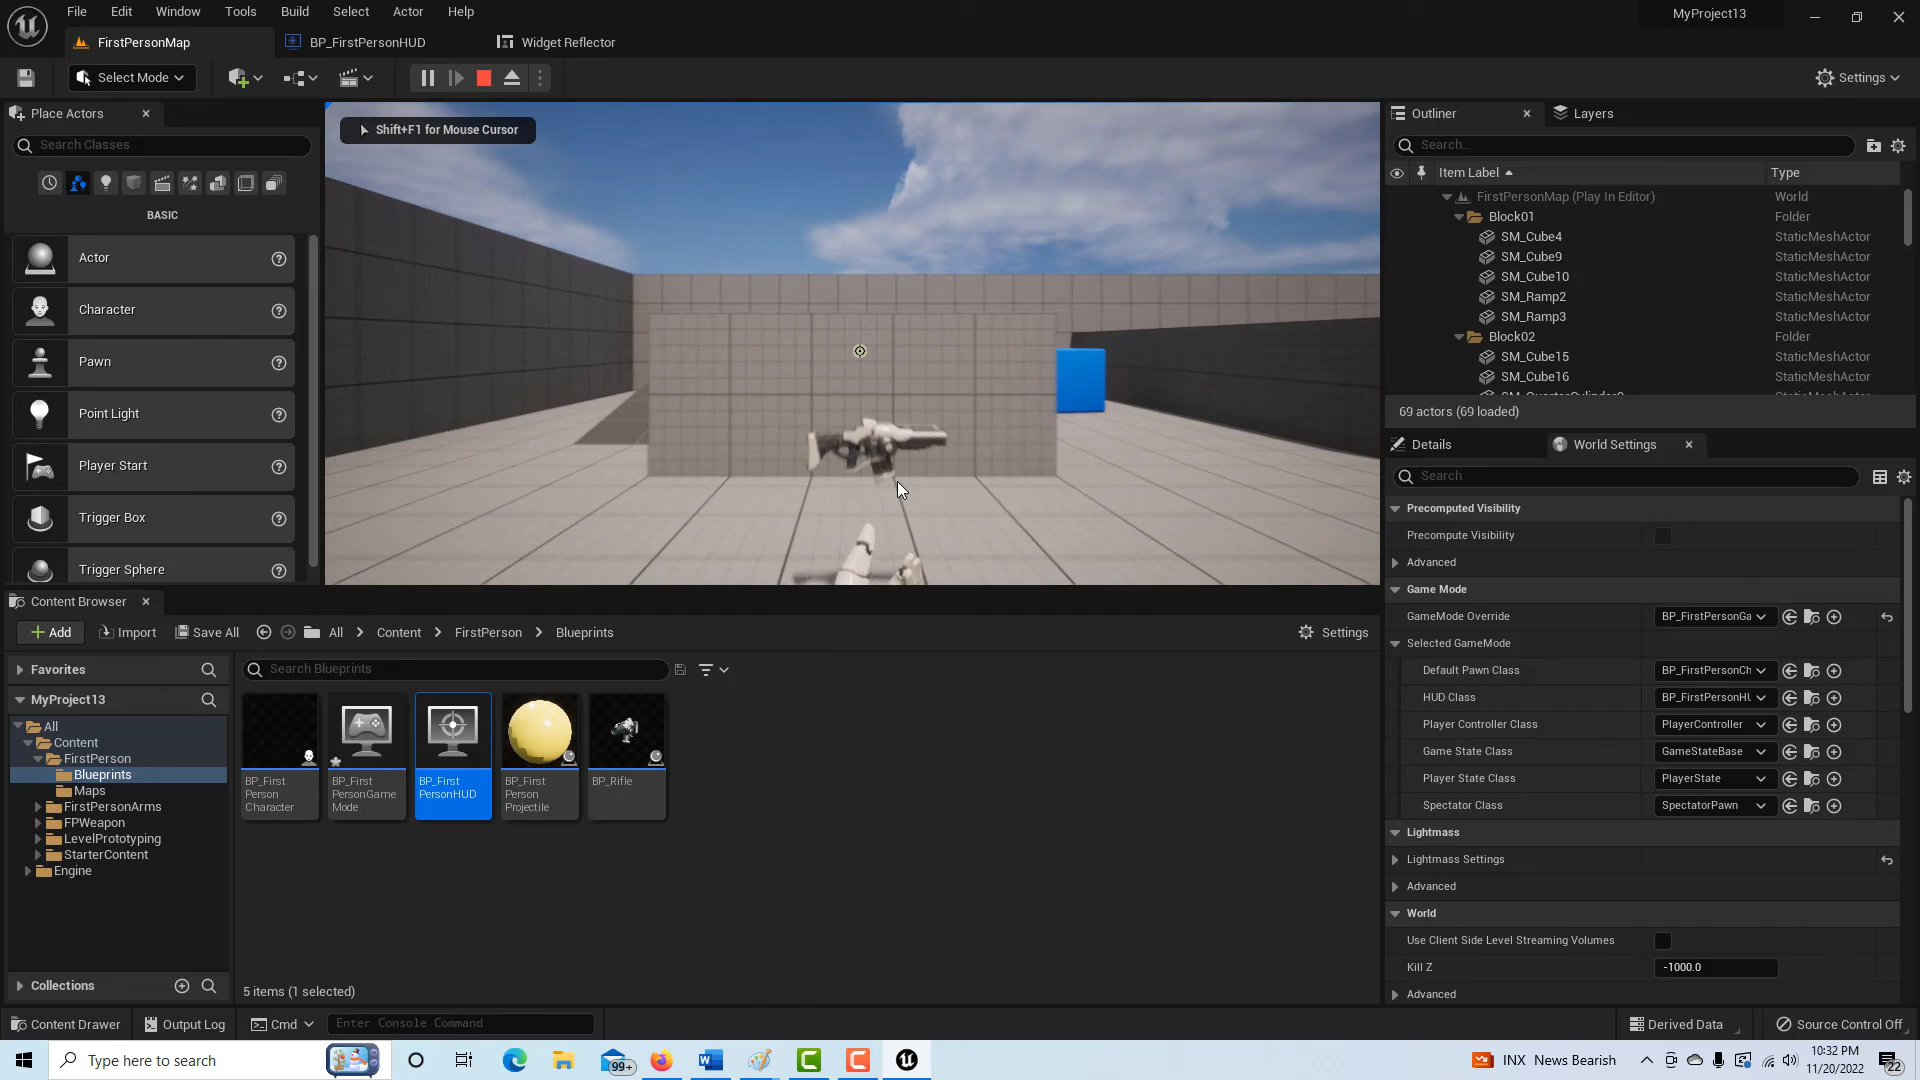 File Edit Window Tools Build Select Actor Help
MyProject13
FirstPersonMap
BP_FirstPersonHUD
Widget Reflector
Select Mode
Settings
Place Actors
Search Classes
BASIC
Actor
Character
Pawn
Point Light
Player Start
Trigger Box
Trigger Sphere
Shift+F1 for Mouse Cursor
Outliner
Layers
Search...
Item Label Type
FirstPersonMap (Play In Editor) World
Block01 Folder
SM_Cube4 StaticMeshActor
SM_Cube9 StaticMeshActor
SM_Cube10 StaticMeshActor
SM_Ramp2 StaticMeshActor
SM_Ramp3 StaticMeshActor
Block02 Folder
SM_Cube15 StaticMeshActor
SM_Cube16 StaticMeshActor
69 actors (69 loaded)
Details
World Settings
Search
Precomputed Visibility
Precompute Visibility
Advanced
Game Mode
GameMode Override BP_FirstPersonGa
Selected GameMode
Default Pawn Class BP_FirstPersonCh
HUD Class BP_FirstPersonHU
Player Controller Class PlayerController
Game State Class GameStateBase
Player State Class PlayerState
Spectator Class SpectatorPawn
Lightmass
Lightmass Settings
Advanced
World
Use Client Side Level Streaming Volumes
Kill Z -1000.0
Advanced
Content Browser
Add Import Save All All Content FirstPerson Blueprints Settings
Favorites
MyProject13
All
Content
FirstPerson
Blueprints
Maps
FirstPersonArms
FPWeapon
LevelPrototyping
StarterContent
Engine
Collections
Search Blueprints
BP_First
Person
Character
BP_First
PersonGame
Mode
BP_First
PersonHUD
BP_First
Person
Projectile
BP_Rifle
5 items (1 selected)
Content Drawer Output Log Cmd Enter Console Command Derived Data Source Control Off
Type here to search
99+
INX News Bearish
10:32 PM
11/20/2022
22